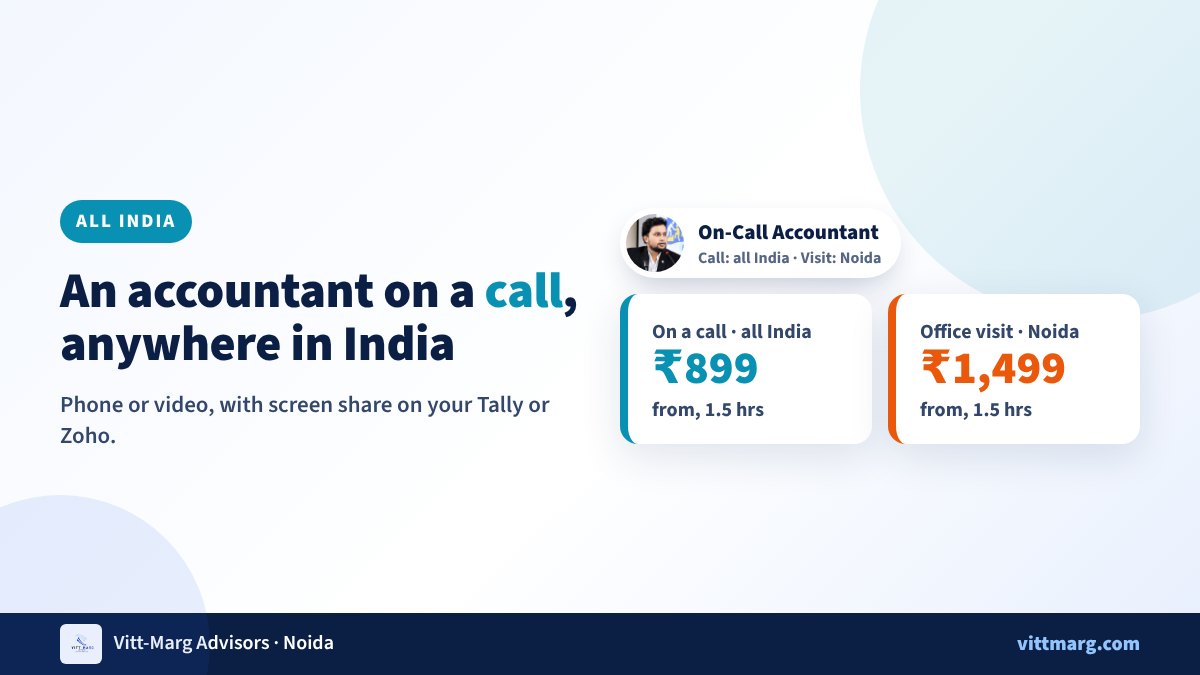 ALL INDIA
An accountant on a call,
anywhere in India
Phone or video, with screen share on your Tally or
Zoho.
On-Call Accountant
Call: all India · Visit: Noida
On a call · all India
₹899
from, 1.5 hrs
Office visit · Noida
₹1,499
from, 1.5 hrs
Vitt-Marg Advisors · Noida
vittmarg.com